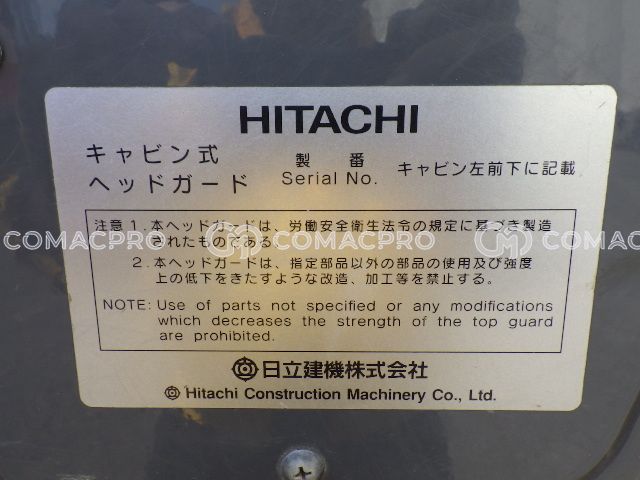 HITACHI
キャビン式 製番 キャビン左前下に記載
ヘッドガード Serial No.
注意 1. 本ヘッドガードは、労働安全衛生法令の規定に基づき製造
されたものである。
2. 本ヘッドガードは、指定部品以外の部品の使用及び強度
上の低下をきたすような改造、加工等を禁止する。
NOTE: Use of parts not specified or any modifications
which decreases the strength of the top guard
are prohibited.
日立建機株式会社
Hitachi Construction Machinery Co., Ltd.
COMACPRO COMACPRO COMACPRO